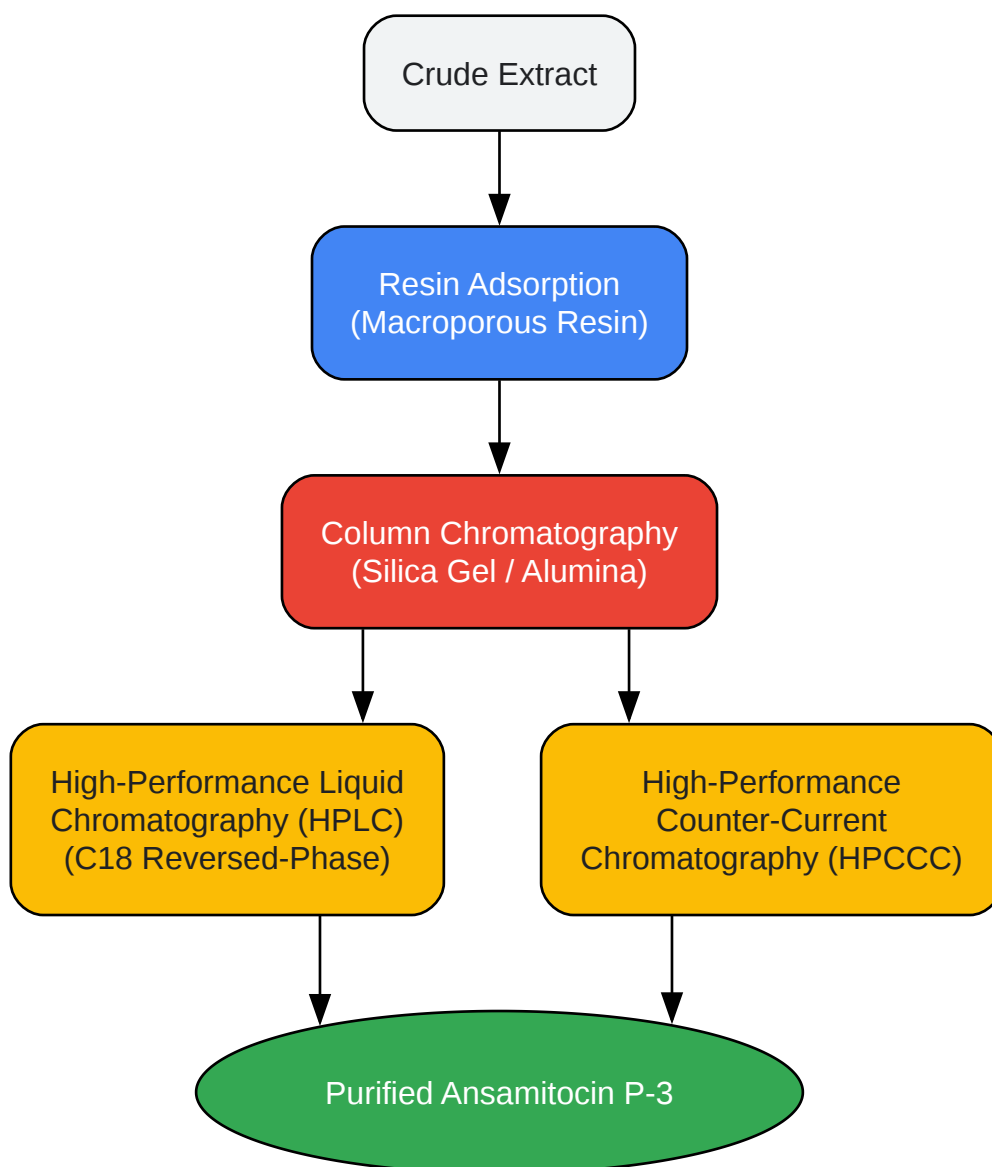 Crude Extract
Resin Adsorption
(Macroporous Resin)
Column Chromatography
(Silica Gel / Alumina)
High-Performance Liquid
Chromatography (HPLC)
(C18 Reversed-Phase)
High-Performance
Counter-Current
Chromatography (HPCCC)
Purified Ansamitocin P-3